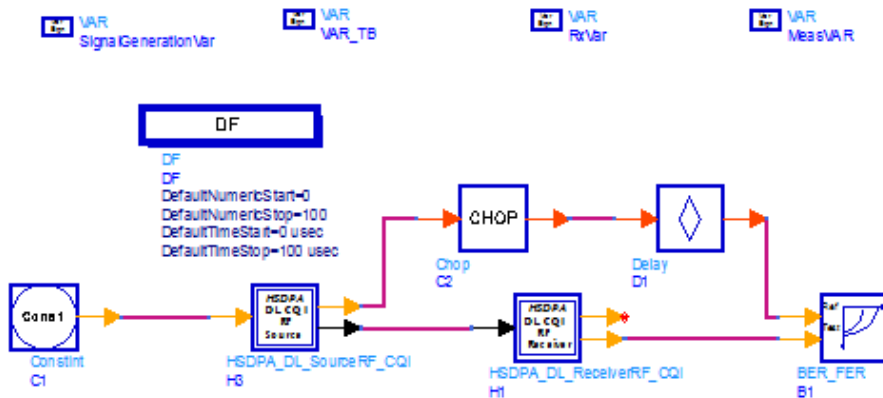 VAR
SignalGenerationVar
VAR
VAR_TB
VAR
RxVar
VAR
MeasVAR
DF
DF
DF
DefaultNumericStart=0
DefaultNumericStop=100
DefaultTimeStart=0 usec
DefaultTimeStop=100 usec
CHOP
Chop
C2
Delay
D1
Const
ConstInt
C1
HSDPA
DL CQI
RF
Source
HSDPA_DL_SourceRF_CQI
H3
HSDPA
DL CQI
RF
Receiver
HSDPA_DL_ReceiverRF_CQI
H1
Ref
Test
BER_FER
B1